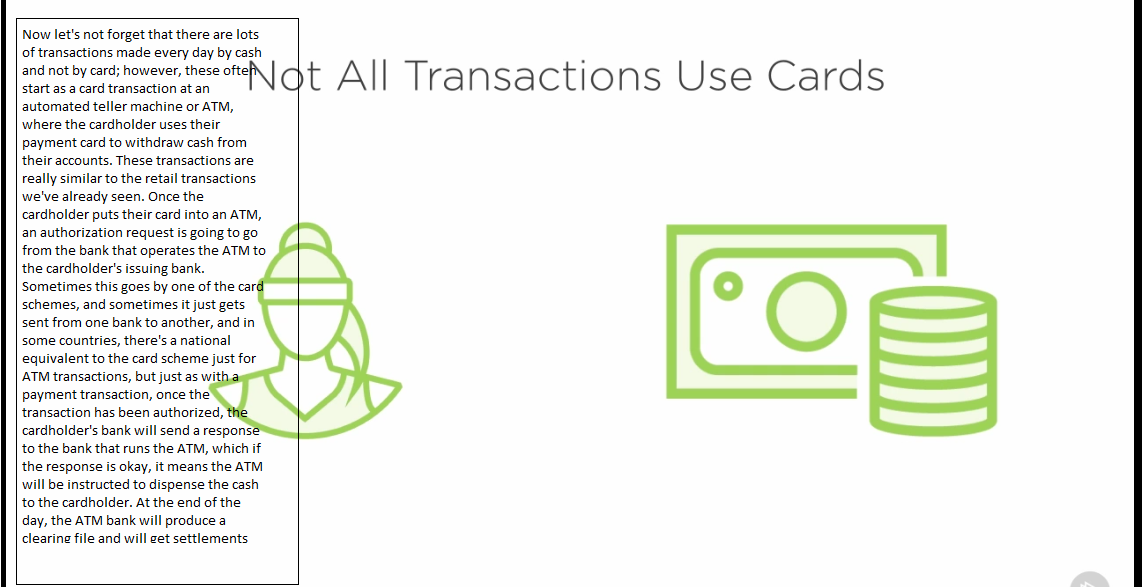 Not All Transactions Use Cards
Now let's not forget that there are lots
of transactions made every day by cash
and not by card; however, these often
start as a card transaction at an
automated teller machine or ATM,
where the cardholder uses their
payment card to withdraw cash from
their accounts. These transactions are
really similar to the retail transactions
we've already seen. Once the
cardholder puts their card into an ATM,
an authorization request is going to go
from the bank that operates the ATM to
the cardholder's issuing bank.
Sometimes this goes by one of the card
schemes, and sometimes it just gets
sent from one bank to another, and in
some countries, there's a national
equivalent to the card scheme just for
ATM transactions, but just as with a
payment transaction, once the
transaction has been authorized, the
cardholder's bank will send a response
to the bank that runs the ATM, which if
the response is okay, it means the ATM
will be instructed to dispense the cash
to the cardholder. At the end of the
day, the ATM bank will produce a
clearing file and will get settlements